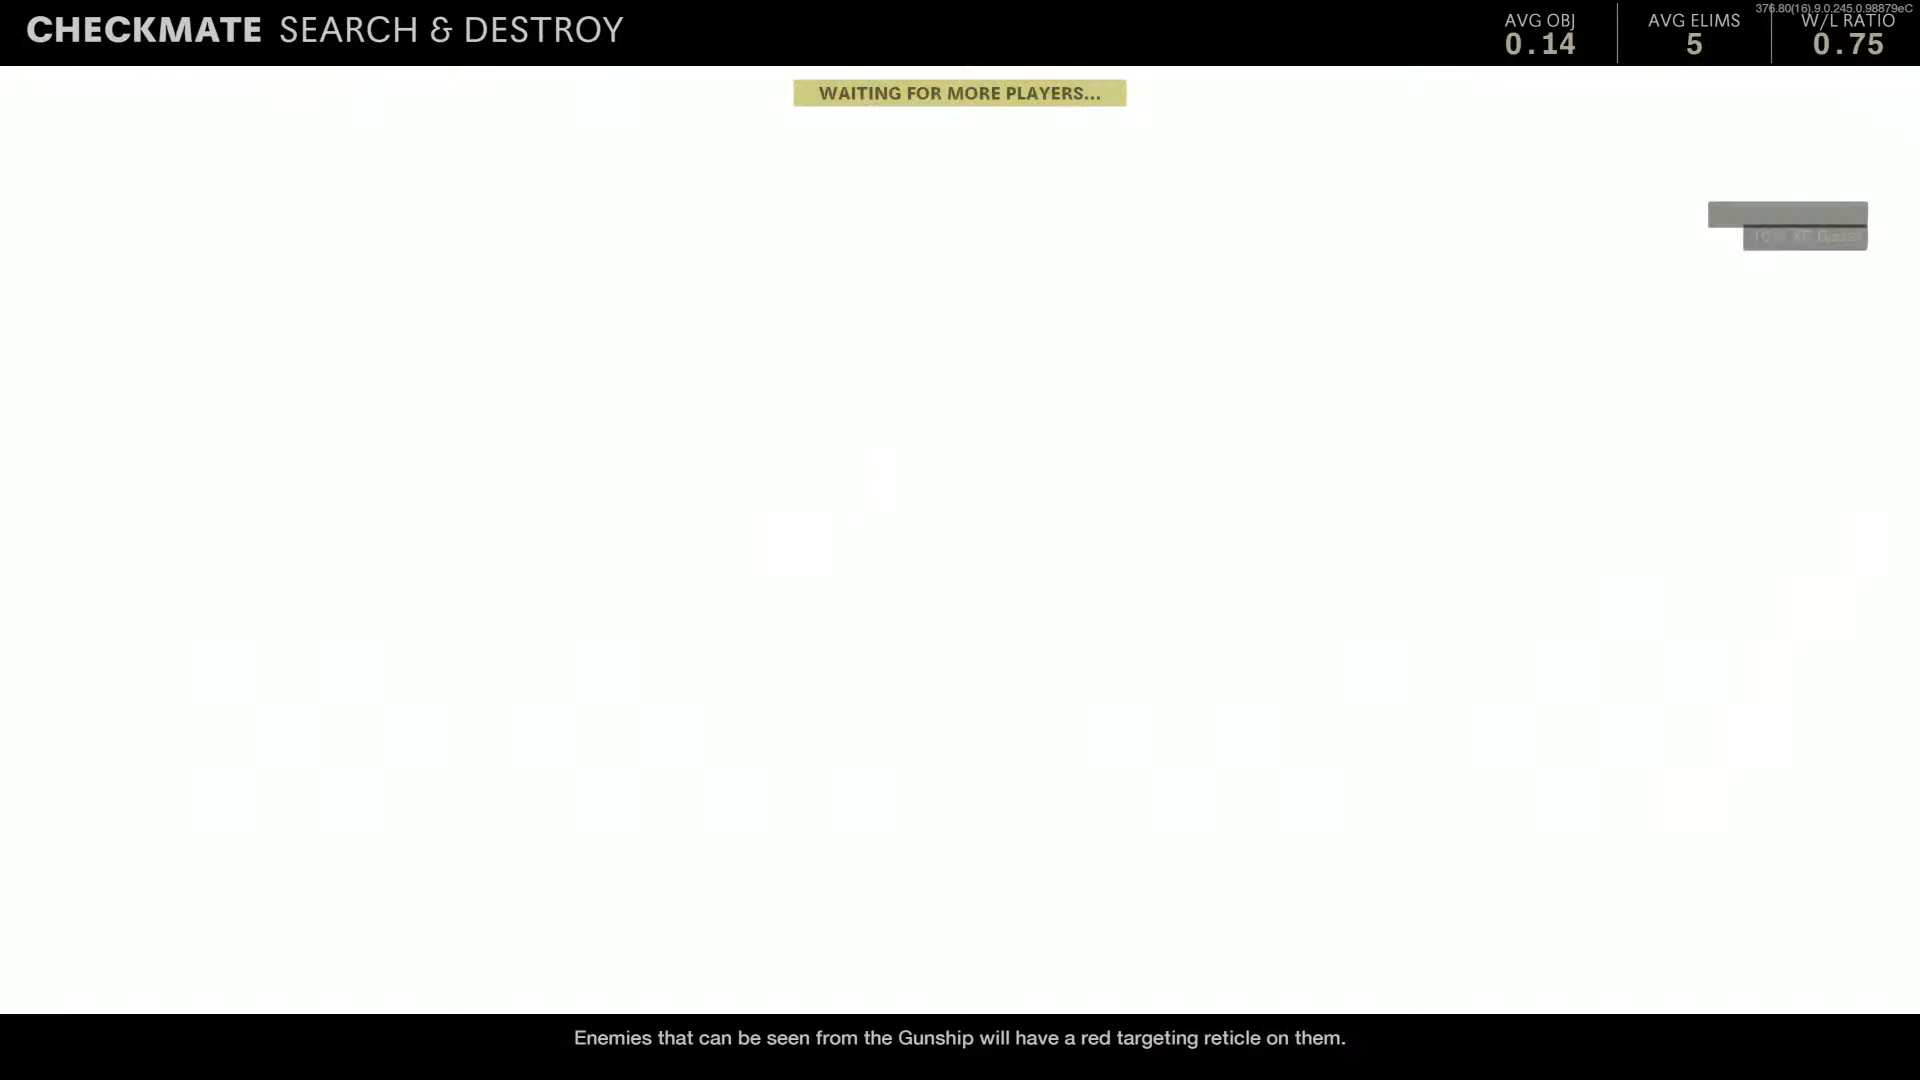 CHECKMATE SEARCH & DESTROY
376.80(16).9.0.245.0.98879eC
AVG OBJ
0.14
AVG ELIMS
5
W/L RATIO
0.75
WAITING FOR MORE PLAYERS...
Enemies that can be seen from the Gunship will have a red targeting reticle on them.